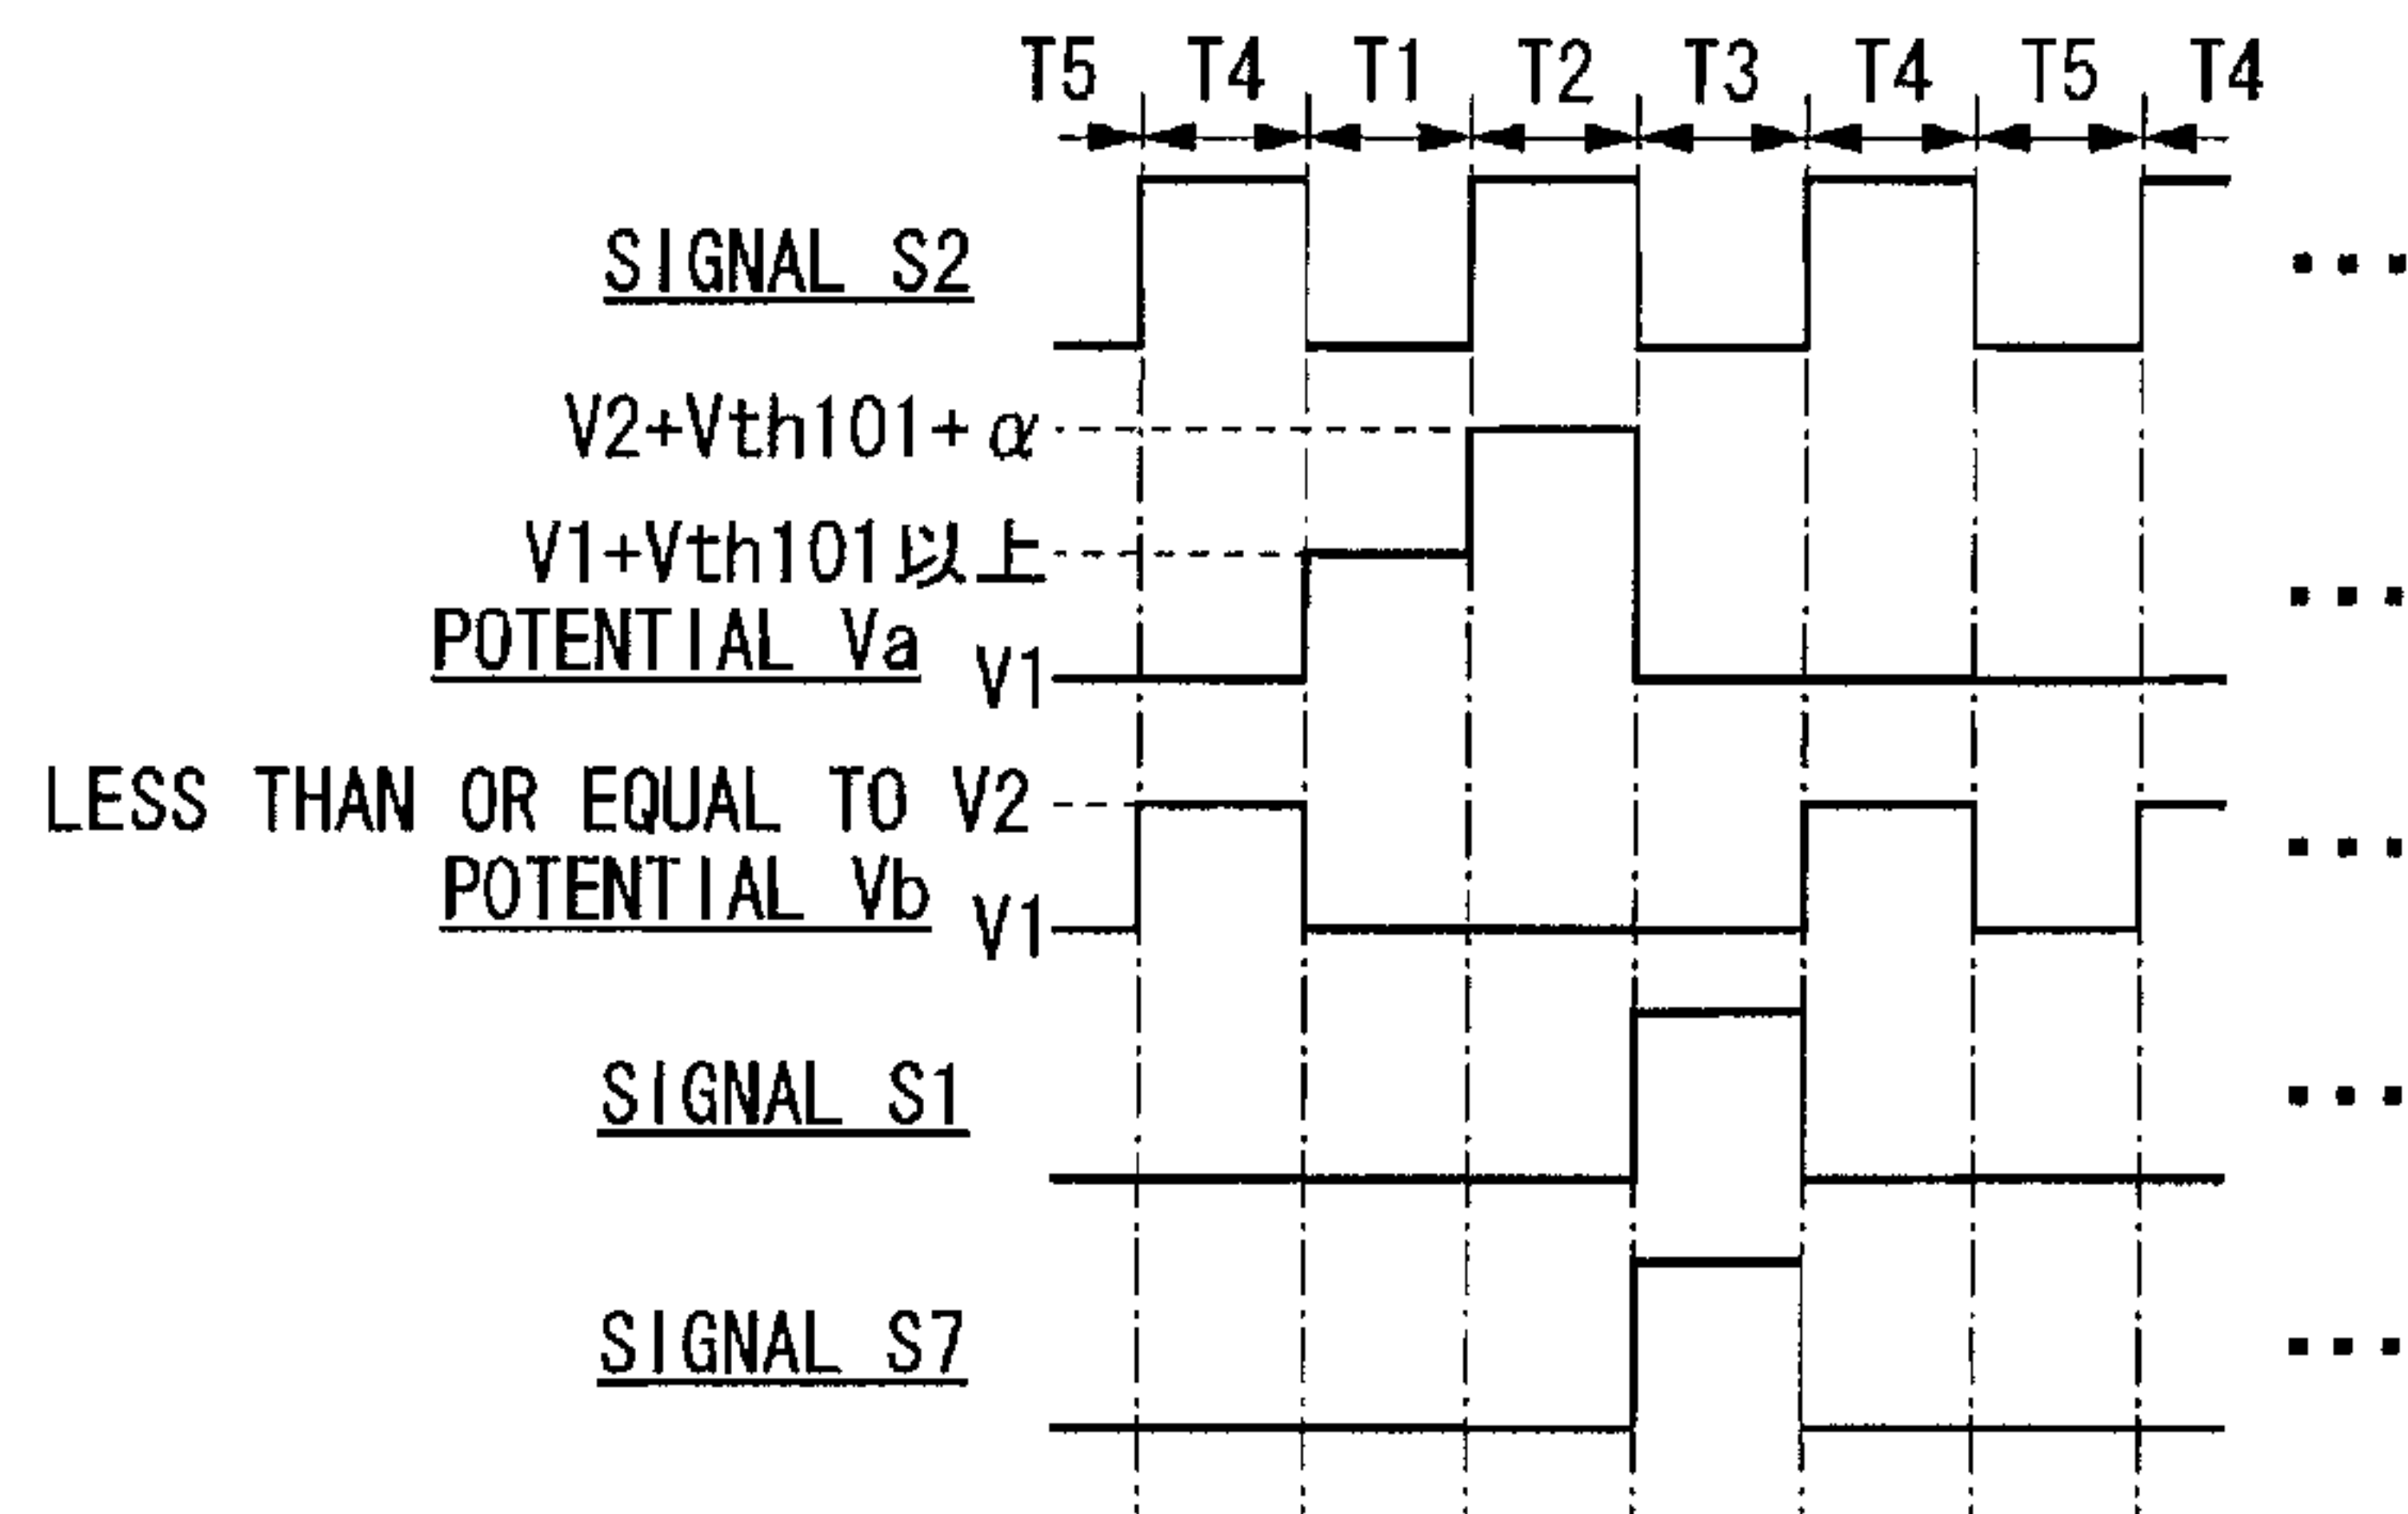 T5 T4 T1 T2 T3 T4 T5 T4
SIGNAL S2
V2+Vth101+α
V1+Vth101以上
POTENTIAL Va
V1
LESS THAN OR EQUAL TO V2
POTENTIAL Vb
V1
SIGNAL S1
SIGNAL S7